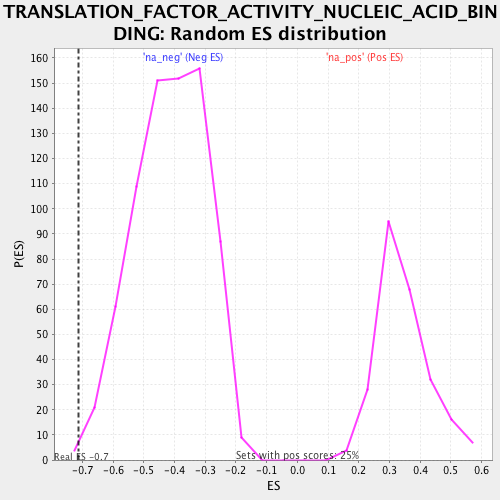 TRANSLATION_FACTOR_ACTIVITY_NUCLEIC_ACID_BIN
DING: Random ES distribution
'na_neg' (Neg ES)
'na_pos' (Pos ES)
160
150
140
130
120
110
100
90
80
70
60
50
40
30
20
10
0
P(ES)
Real ES -0.7
Sets with pos scores: 25%
-0.7 -0.6 -0.5 -0.4 -0.3 -0.2 -0.1 0.0 0.1 0.2 0.3 0.4 0.5 0.6
ES